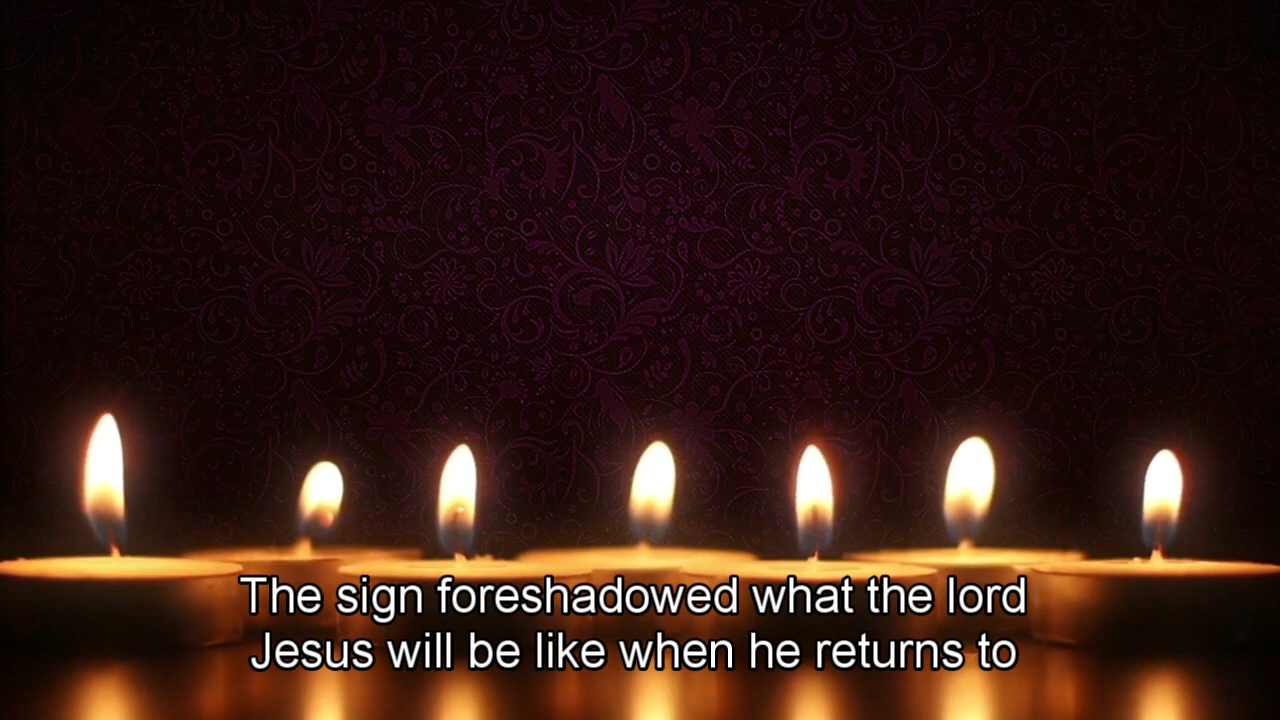 The sign foreshadowed what the lord
Jesus will be like when he returns to